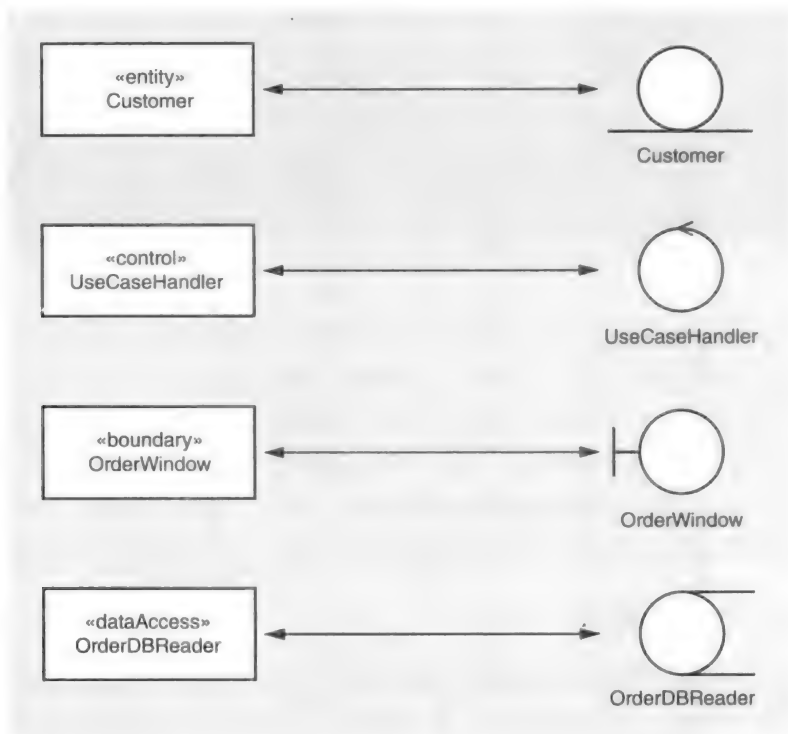 «entity»
Customer
Customer
«control»
UseCaseHandler
UseCaseHandler
«boundary»
OrderWindow
OrderWindow
«dataAccess»
OrderDBReader
OrderDBReader